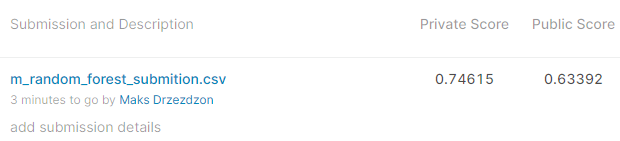 Submission and Description Private Score Public Score
m_random_forest_submition.csv 0.74615 0.63392
3 minutes to go by Maks Drzedzon
add submission details